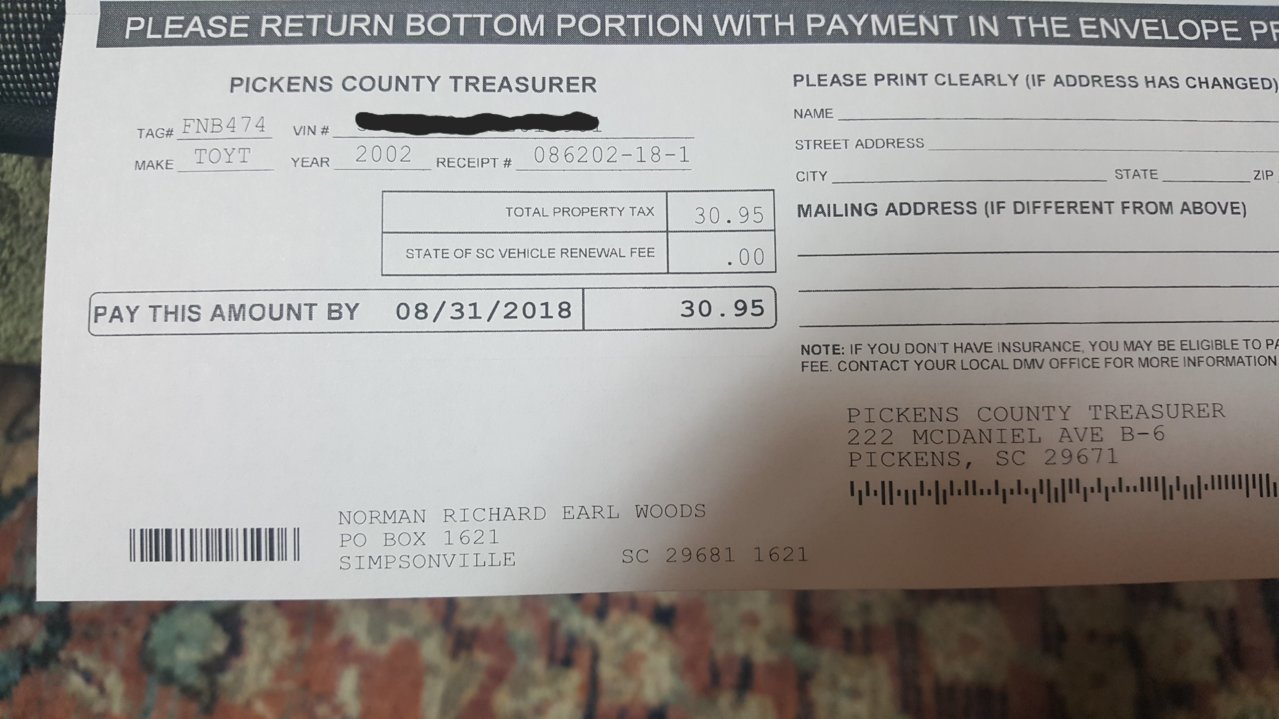 PLEASE RETURN BOTTOM PORTION WITH PAYMENT IN THE ENVELOPE
PICKENS COUNTY TREASURER
TAG# FNB474 VIN #
MAKE TOYT YEAR 2002 RECEIPT # 086202-18-1
TOTAL PROPERTY TAX 30.95
STATE OF SC VEHICLE RENEWAL FEE .00
PAY THIS AMOUNT BY 08/31/2018 30.95
PLEASE PRINT CLEARLY (IF ADDRESS HAS CHANGED)
NAME
STREET ADDRESS
CITY STATE ZIP
MAILING ADDRESS (IF DIFFERENT FROM ABOVE)
NOTE: IF YOU DON'T HAVE INSURANCE, YOU MAY BE ELIGIBLE TO
FEE. CONTACT YOUR LOCAL DMV OFFICE FOR MORE INFORMATION
PICKENS COUNTY TREASURER
222 MCDANIEL AVE B-6
PICKENS, SC 29671
NORMAN RICHARD EARL WOODS
PO BOX 1621
SIMPSONVILLE SC 29681 1621